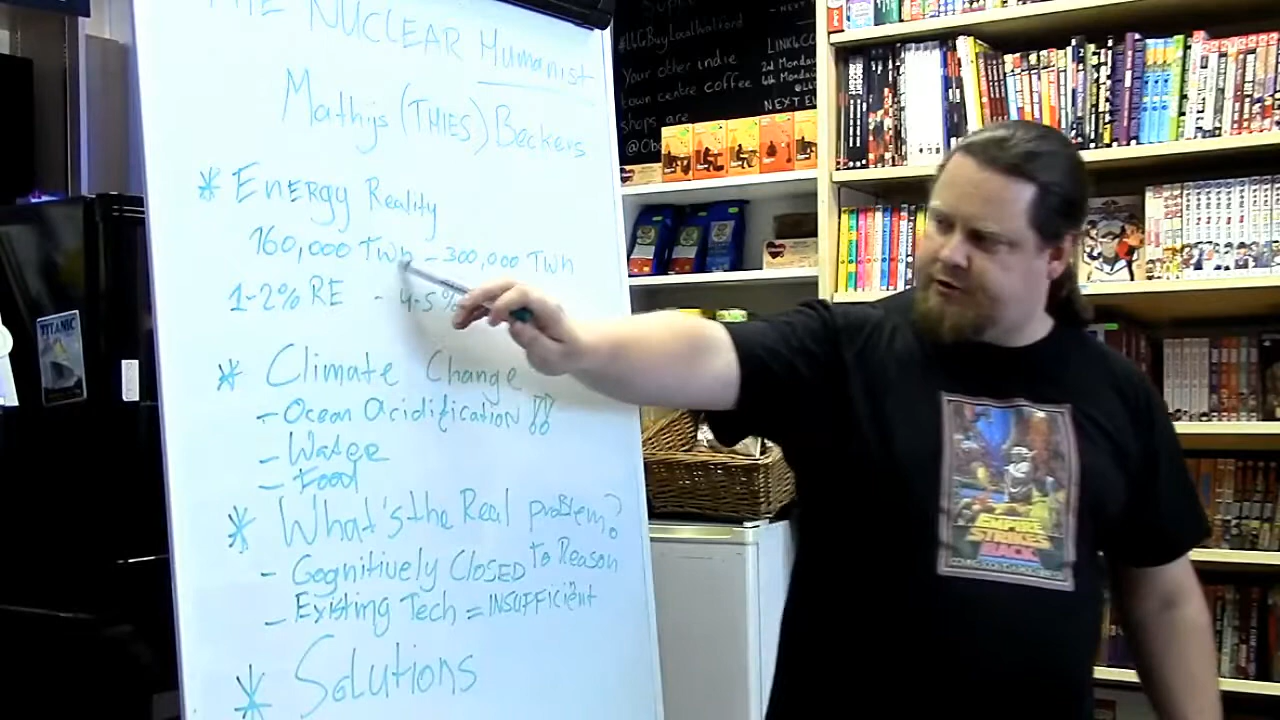 THE NUCLEAR Humanist
Mathijs (THIES) Beckers
* ENERGY Reality
160,000 TWh - 300,000 TWh
1-2% RE - 4-5%
* Climate Change
- Ocean Acidification !!
- Water
- Food
* What's the Real problem?
- Cognitively CLOSED To Reason
- Existing Tech = INSUFFICIENT
* Solutions
#L4GBuyLocalWatford
Your other indie
town centre coffee
shops are
NEXT
TITANIC
EMPIRE
STRIKES
BACK